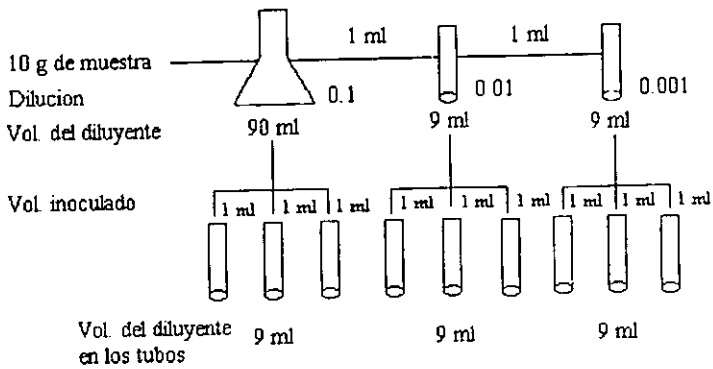 1 ml 1 ml
10 g de muestra
Dilucion 0.1 0 01 0.001
Vol. del diluyente 90 ml 9 ml 9 ml
Vol. inoculado 1 ml 1 ml 1 ml 1 ml 1 ml 1 ml 1 ml 1 ml 1 ml
Vol. del diluyente
en los tubos 9 ml 9 ml 9 ml